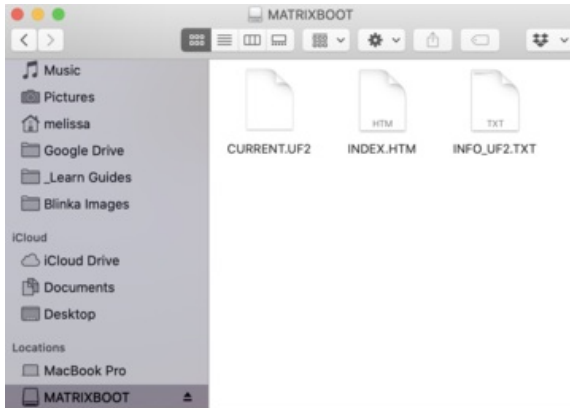 MATRIXBOOT
Music
Pictures
melissa
Google Drive
_Learn Guides
Blinka Images
iCloud
iCloud Drive
Documents
Desktop
Locations
MacBook Pro
MATRIXBOOT
HTM
TXT
CURRENT.UF2
INDEX.HTM
INFO_UF2.TXT